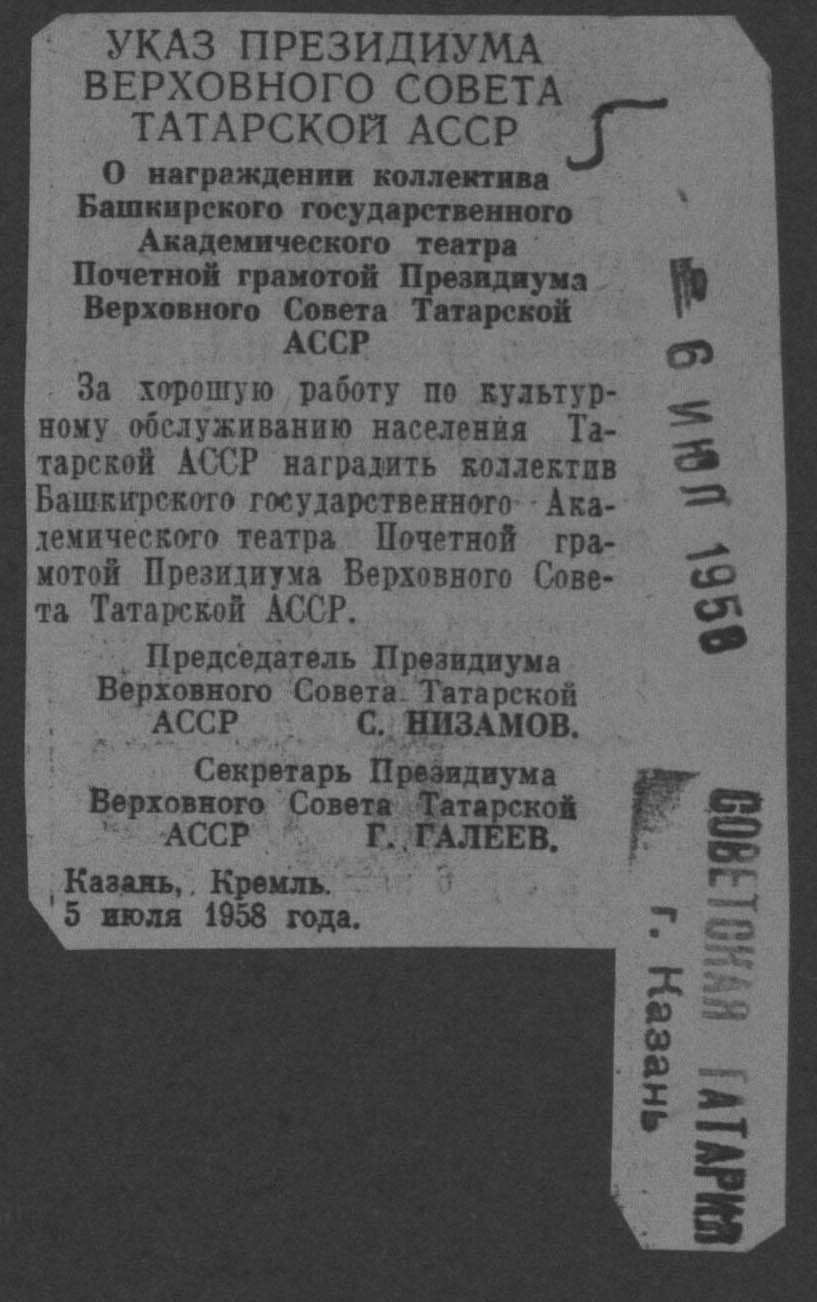 УКАЗ ПРЕЗИДИУМА
ВЕРХОВНОГО СОВЕТА
ТАТАРСКОЙ АССР
О награждении коллектива
Башкирского государственного
Академического театра
Почетной грамотой Президиума
Верховного Совета Татарской
АССР
За хорошую работу по культур-
ному обслуживанию населения Та-
тарской АССР наградить коллектив
Башкирского государственного Ака-
демического театра Почетной гра-
мотой Президиума Верховного Сове-
та Татарской АССР.
Председатель Президиума
Верховного Совета Татарской
АССР С. НИЗАМОВ.
Секретарь Президиума
Верховного Совета Татарской
АССР Г. ГАЛЕЕВ.
Казань, Кремль.
5 июля 1958 года.
6 ИЮЛ 1958
СОВЕТСКАЯ ТАТАРИЯ
г. Казань